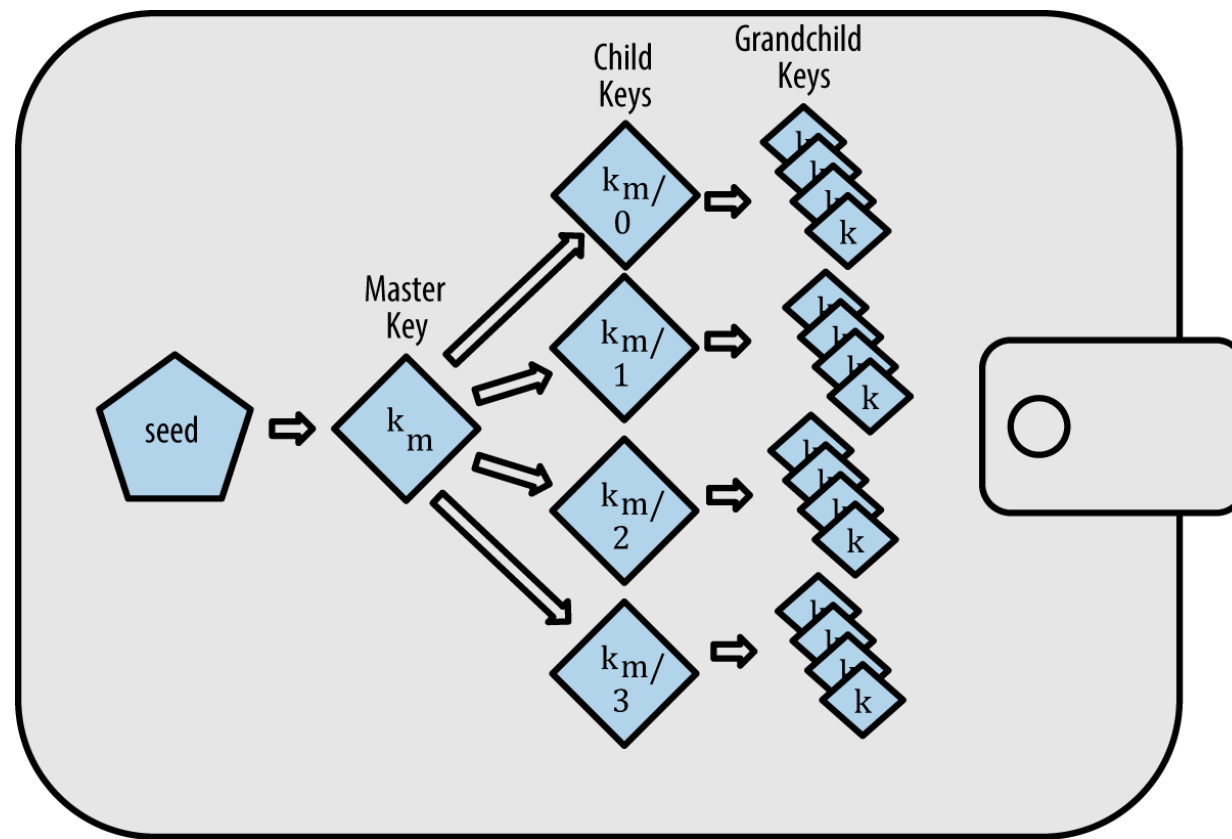 Child
Keys
Grandchild
Keys
Master
Key
seed
k m
k m/
0
k m/
1
k m/
2
k m/
3
k
k
k
k